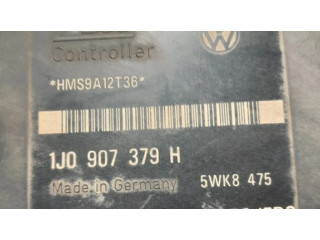 Controller
*HMS9A12T36*
1J0 907 379 H
Made in Germany 5WK8 475